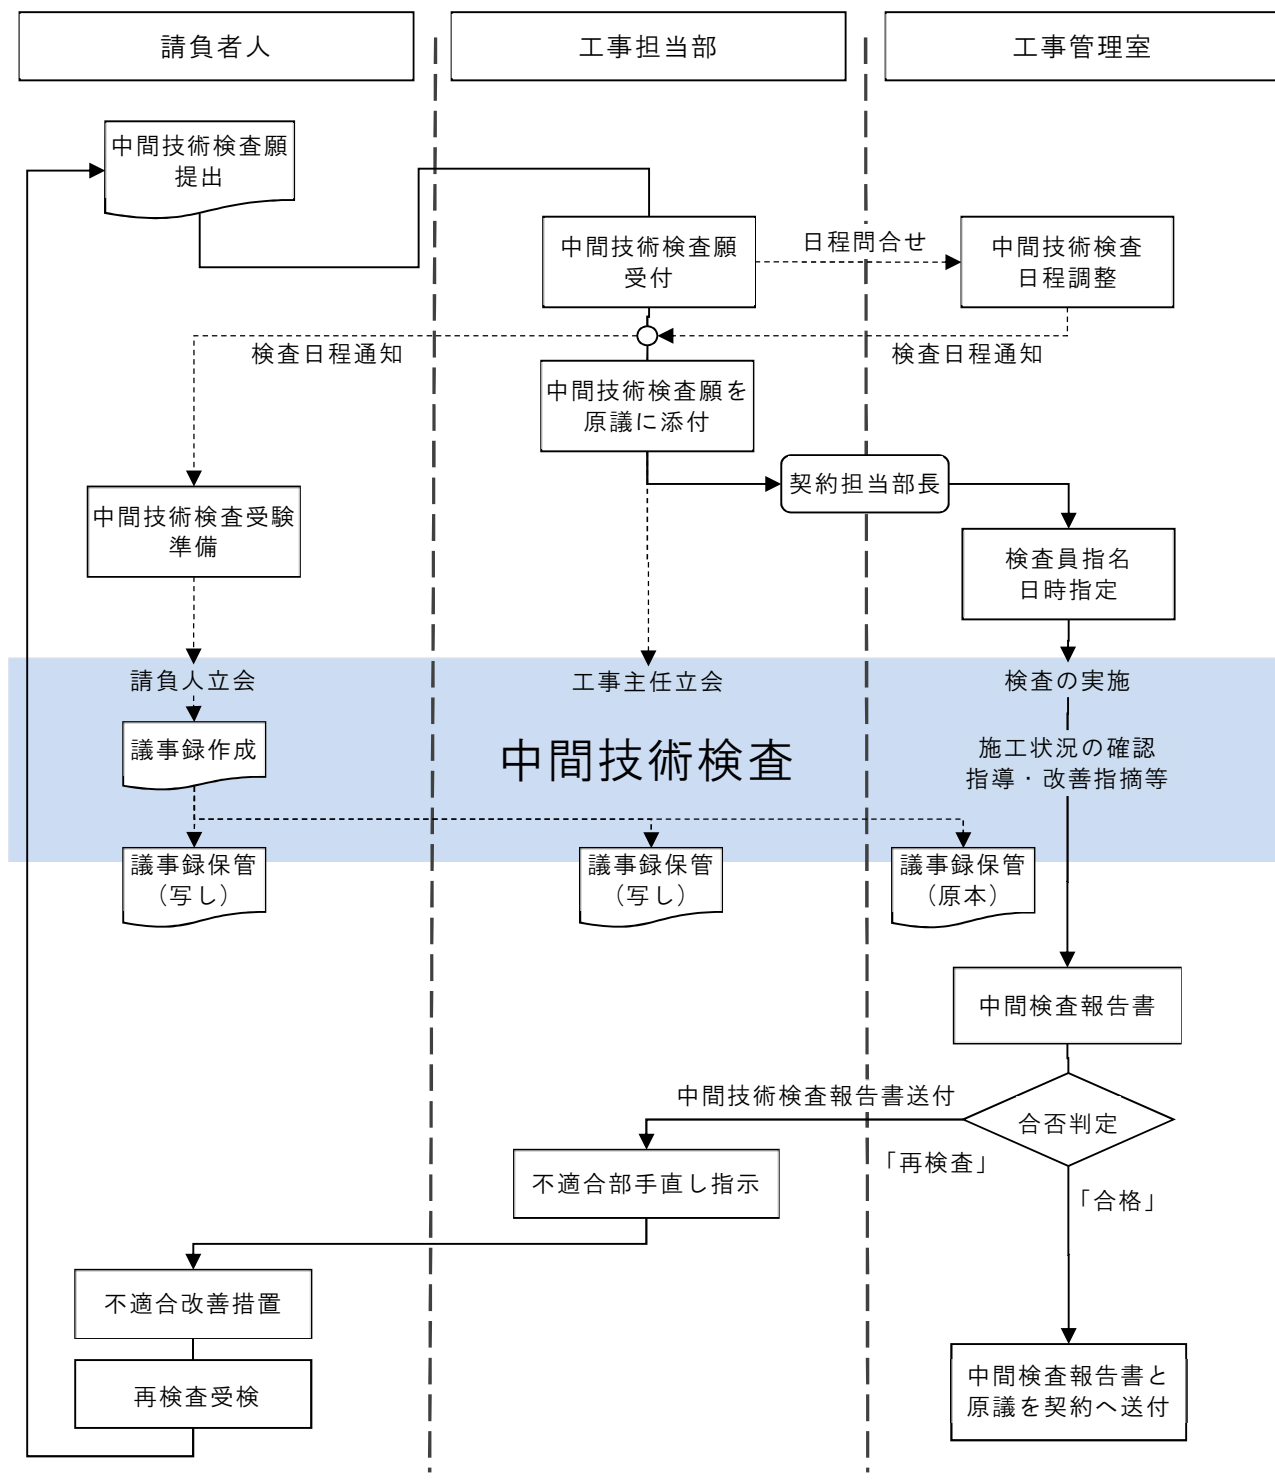 請負者人
工事担当部
工事管理室
中間技術検査願
提出
中間技術検査願
受付
日程問合せ
中間技術検査
日程調整
検査日程通知
検査日程通知
中間技術検査願を
原議に添付
契約担当部長
中間技術検査受験
準備
検査員指名
日時指定
請負人立会
工事主任立会
検査の実施
議事録作成
中間技術検査
施工状況の確認
指導・改善指摘等
議事録保管
（写し）
議事録保管
（写し）
議事録保管
（原本）
中間検査報告書
中間技術検査報告書送付
合否判定
「再検査」
不適合部手直し指示
「合格」
不適合改善措置
再検査受検
中間検査報告書と
原議を契約へ送付